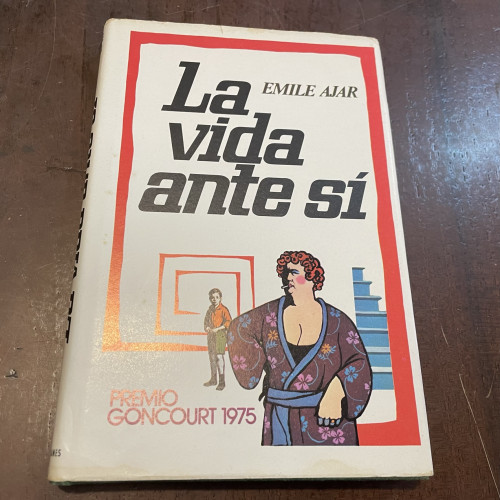 La
EMILE AJAR
vida
ante sí
PREMIO
GONCOURT 1975